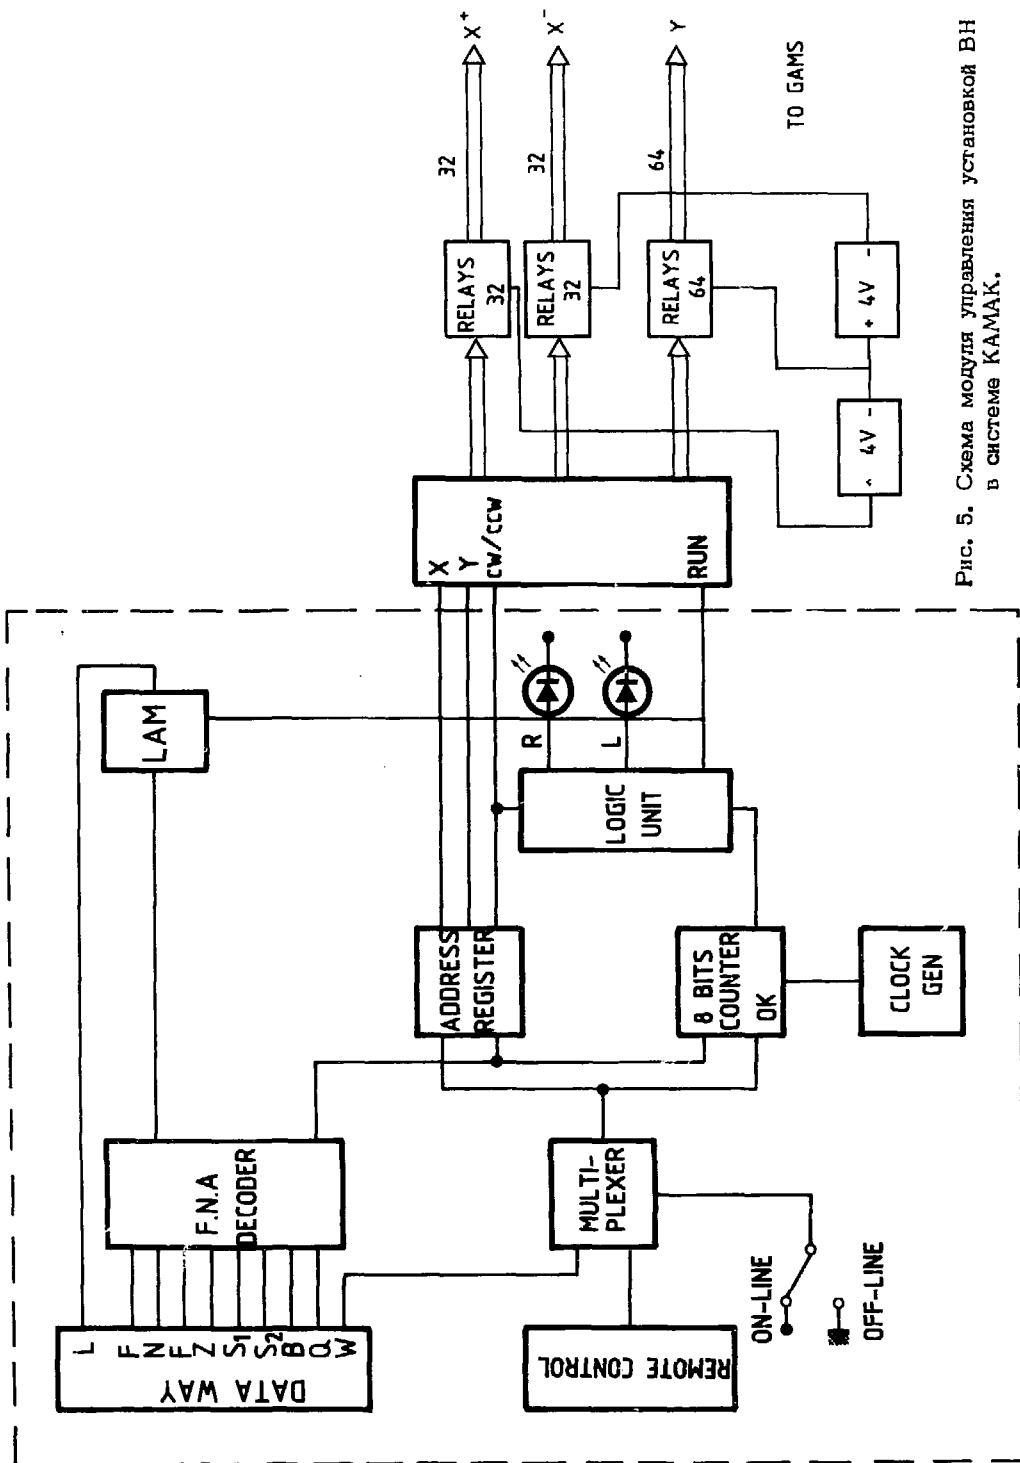 DATA WAY
L
F
N
F
Z
S1
S2
B
Q
W
F.N.A
DECODER
LAM
REMOTE CONTROL
MULTI-
PLEXER
ON-LINE
OFF-LINE
ADDRESS
REGISTER
8 BITS
COUNTER
OK
CLOCK
GEN
LOGIC
UNIT
R
L
X
Y
CW/CCW
RUN
RELAYS
32
RELAYS
32
RELAYS
64
32
32
64
X+
X-
Y
TO GAMS
4V -
+ 4V -
Рис. 5. Схема модуля управления установкой ВН
в системе КАМАК.